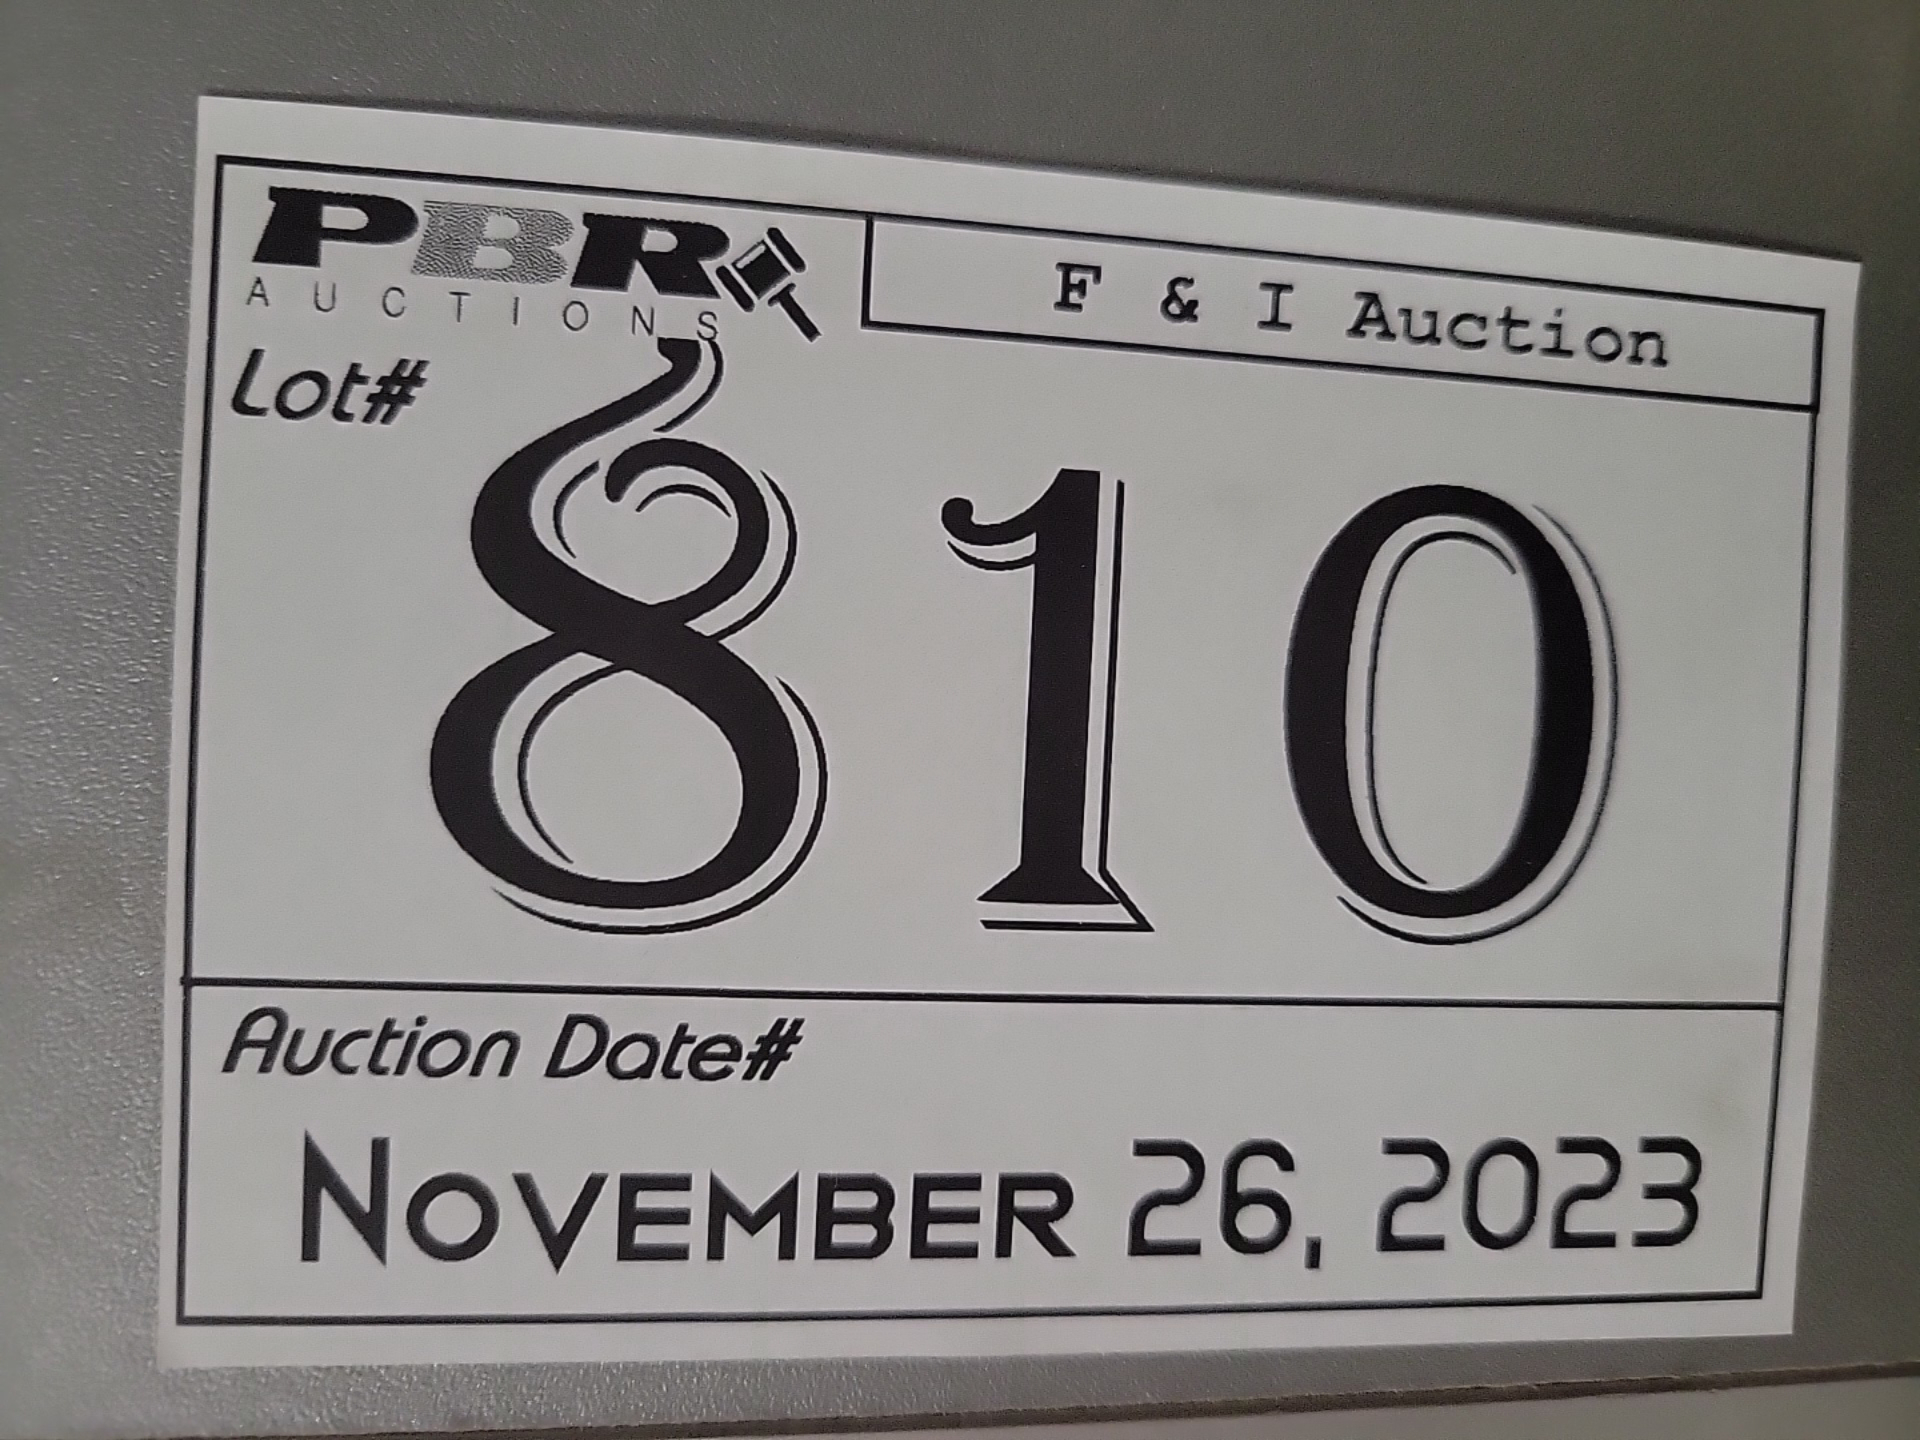 PBR
AUCTIONS
F & I Auction
Lot#
810
Auction Date#
NOVEMBER 26, 2023